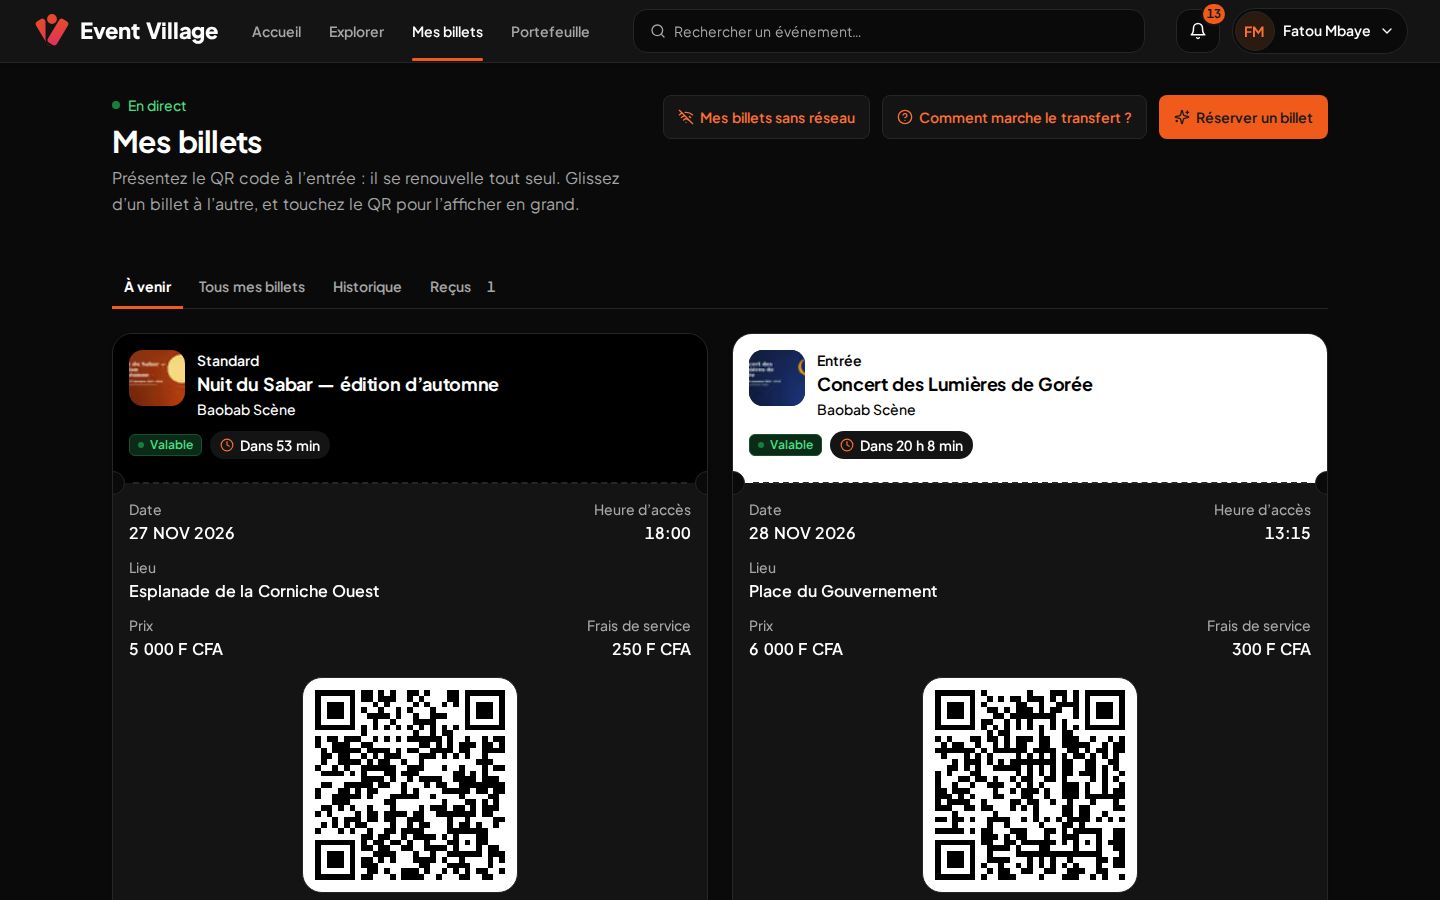 Event Village
Accueil
Explorer
Mes billets
Portefeuille
Rechercher un événement…
13
FM
Fatou Mbaye
En direct
Mes billets
Présentez le QR code à l’entrée : il se renouvelle tout seul. Glissez
d’un billet à l’autre, et touchez le QR pour l’afficher en grand.
Mes billets sans réseau
Comment marche le transfert ?
Réserver un billet
À venir
Tous mes billets
Historique
Reçus 1
Standard
Nuit du Sabar — édition d’automne
Baobab Scène
Valable
Dans 53 min
Date
Heure d’accès
27 NOV 2026
18:00
Lieu
Esplanade de la Corniche Ouest
Prix
Frais de service
5 000 F CFA
250 F CFA
Entrée
Concert des Lumières de Gorée
Baobab Scène
Valable
Dans 20 h 8 min
Date
Heure d’accès
28 NOV 2026
13:15
Lieu
Place du Gouvernement
Prix
Frais de service
6 000 F CFA
300 F CFA